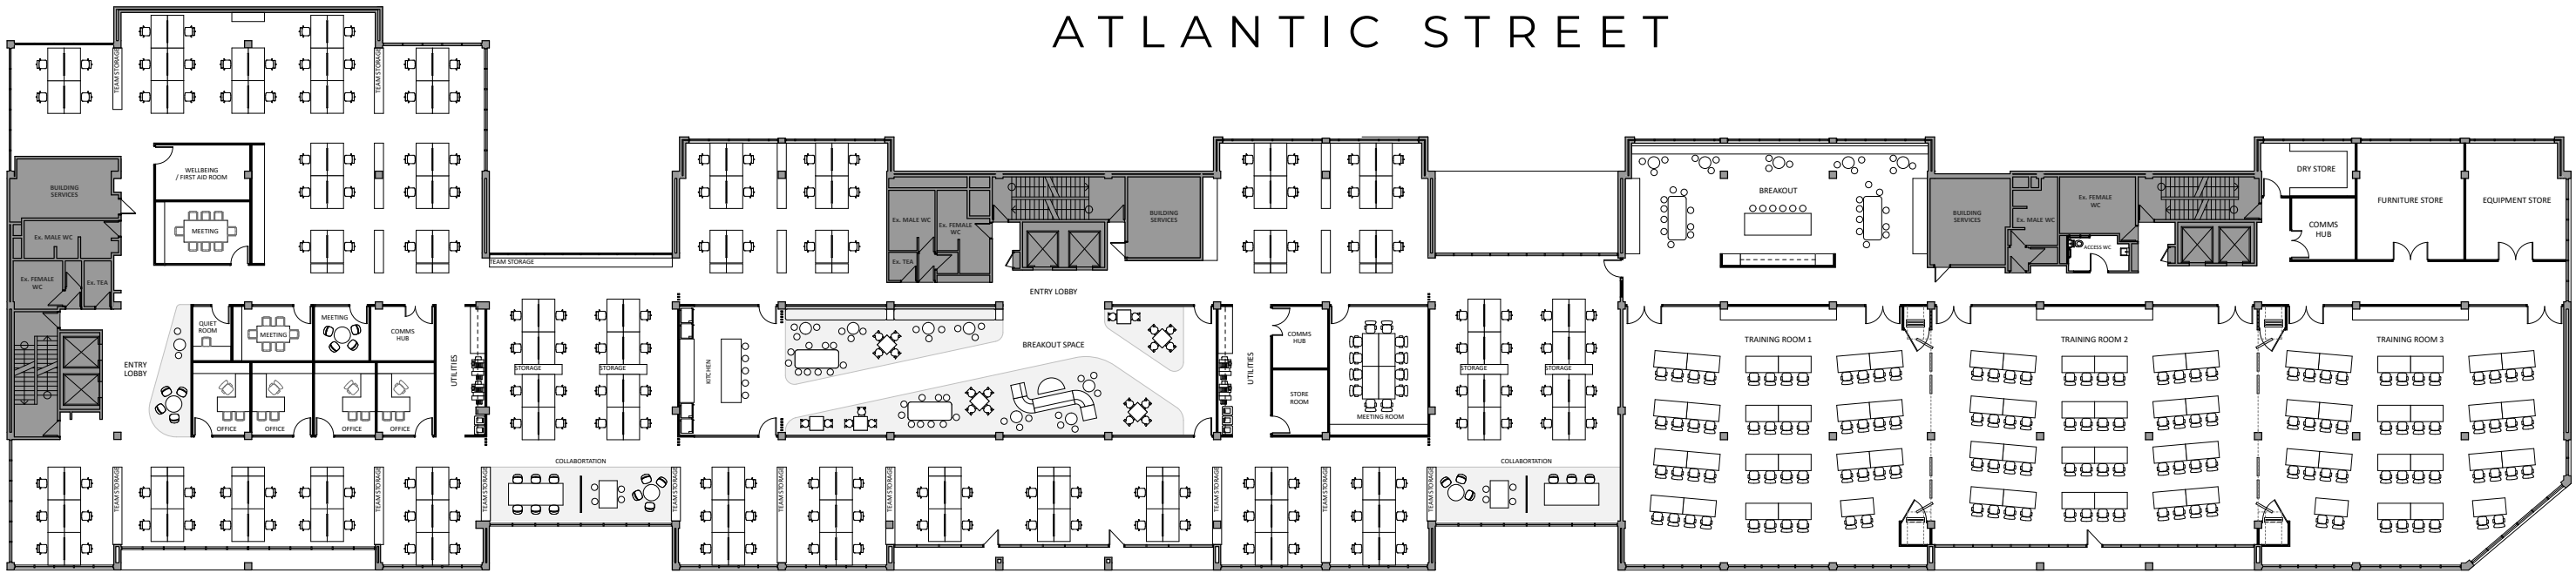 ATLANTIC STREET
TEAM STORAGE
TEAM STORAGE
BUILDING
SERVICES
WELLBEING
/ FIRST AID ROOM
MEETING
Ex. MALE WC
Ex. FEMALE
WC
Ex. TEA
TEAM STORAGE
Ex. MALE WC
Ex. FEMALE
WC
Ex. TEA
BUILDING
SERVICES
ENTRY LOBBY
BREAKOUT
BUILDING
SERVICES
Ex. MALE WC
Ex. FEMALE
WC
ACCESS WC
DRY STORE
COMMS
HUB
FURNITURE STORE
EQUIPMENT STORE
ENTRY
LOBBY
QUIET
ROOM
MEETING
MEETING
COMMS
HUB
OFFICE
OFFICE
OFFICE
OFFICE
UTILITIES
STORAGE
STORAGE
KITCHEN
BREAKOUT SPACE
UTILITIES
COMMS
HUB
STORE
ROOM
MEETING ROOM
STORAGE
STORAGE
TRAINING ROOM 1
TRAINING ROOM 2
TRAINING ROOM 3
TEAM STORAGE
TEAM STORAGE
TEAM STORAGE
COLLABORTATION
TEAM STORAGE
TEAM STORAGE
TEAM STORAGE
TEAM STORAGE
TEAM STORAGE
TEAM STORAGE
COLLABORTATION